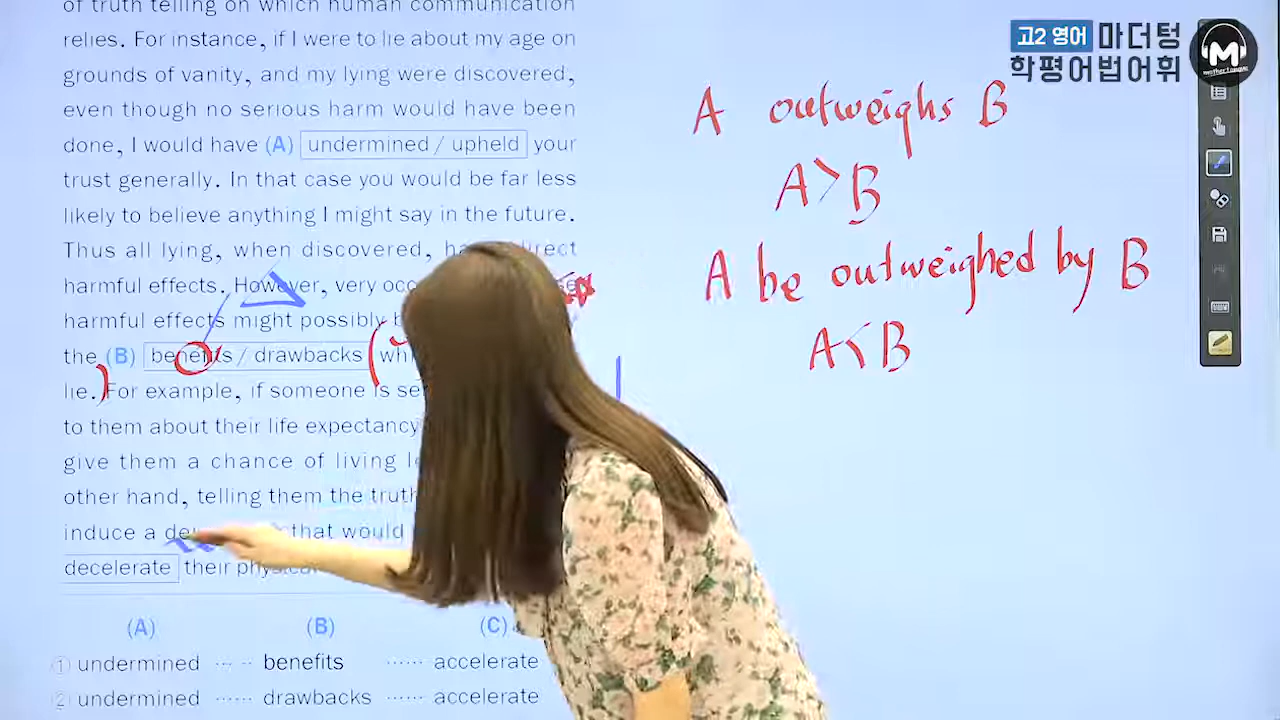 of truth telling on which human communication
relies. For instance, if I were to lie about my age on
grounds of vanity, and my lying were discovered,
even though no serious harm would have been
done, I would have (A) undermined / upheld your
trust generally. In that case you would be far less
likely to believe anything I might say in the future.
Thus all lying, when discovered,
harmful effects. However, very
harmful effects might possibly
the (B) benefits / drawbacks
lie. For example, if someone is
to them about their life expectancy
give them a chance of living
other hand, telling them the truth
induce a that would
decelerate their
(A) (B) (C)
① undermined ······ benefits ······ accelerate
② undermined ······ drawbacks ······ accelerate
A outweighs B
A>B
A be outweighed by B
A<B
고2 영어 마더텅
학평어법어휘
M